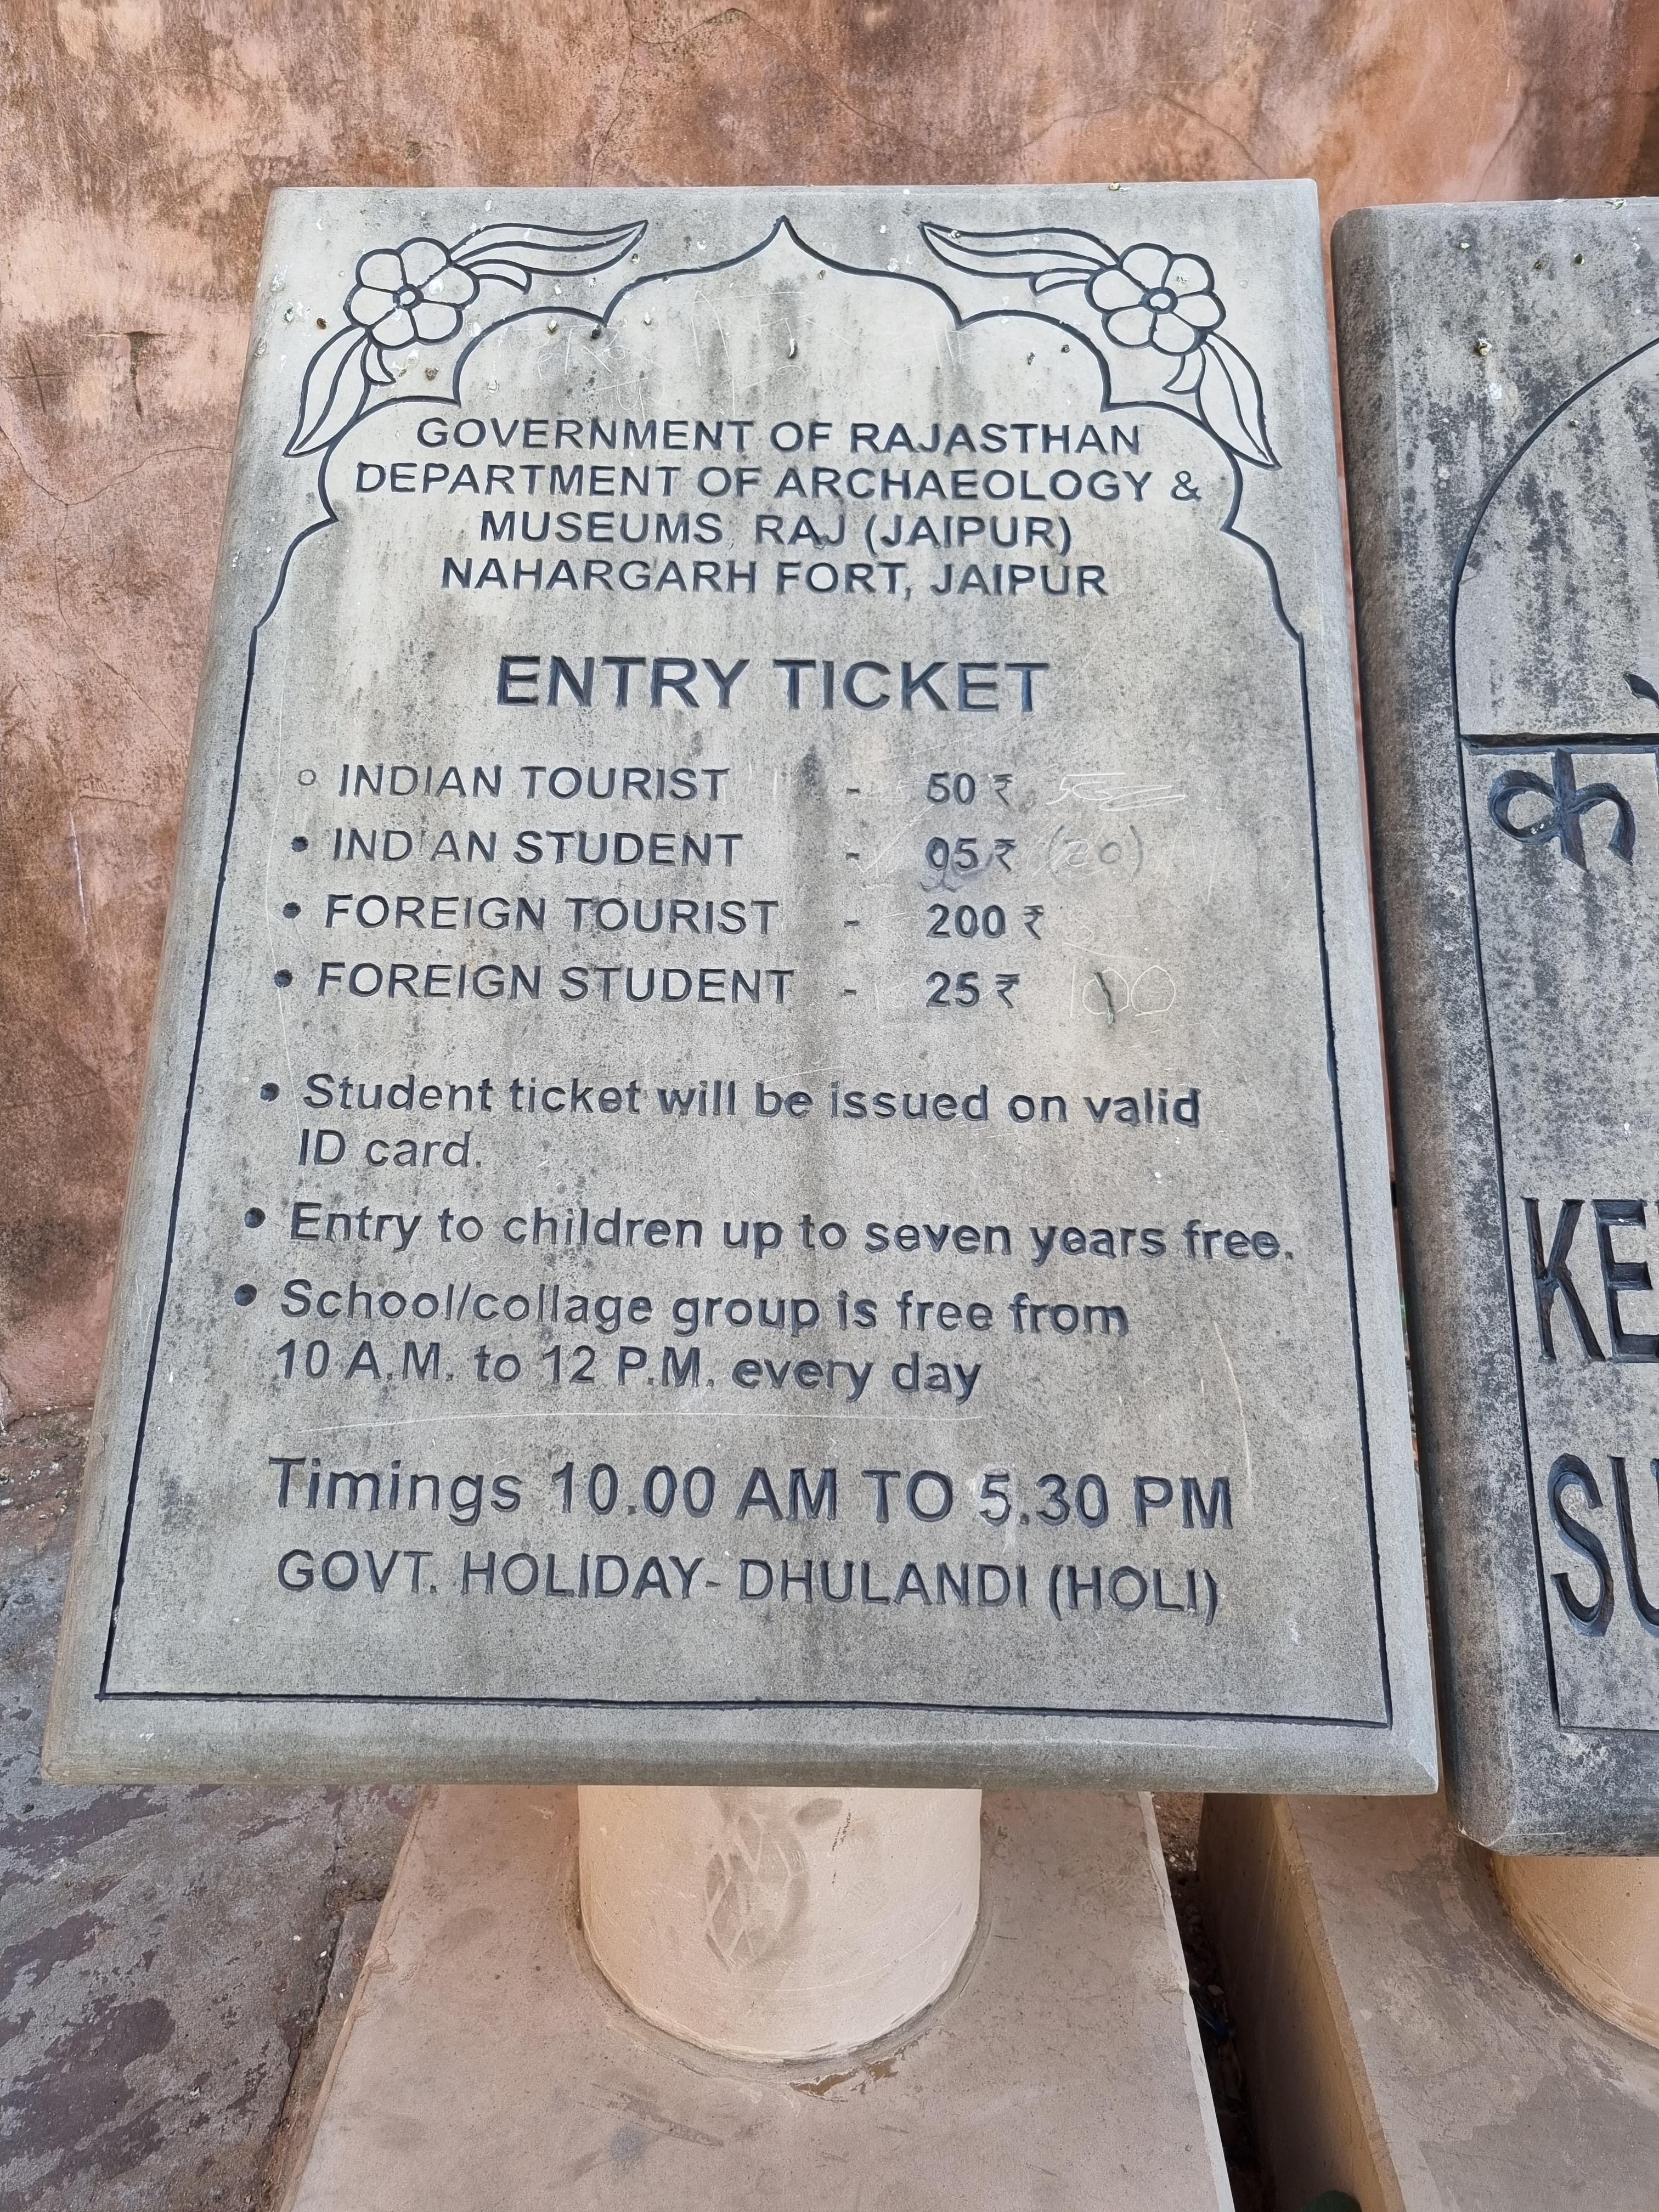 GOVERNMENT OF RAJASTHAN
DEPARTMENT OF ARCHAEOLOGY &
MUSEUMS, RAJ (JAIPUR)
NAHARGARH FORT, JAIPUR
ENTRY TICKET
○ INDIAN TOURIST - 50 ₹
• INDIAN STUDENT - 05 ₹ (20)
• FOREIGN TOURIST - 200 ₹
• FOREIGN STUDENT - 25 ₹ 100
• Student ticket will be issued on valid
ID card.
• Entry to children up to seven years free.
• School/collage group is free from
10 A.M. to 12 P.M. every day
Timings 10.00 AM TO 5.30 PM
GOVT. HOLIDAY- DHULANDI (HOLI)